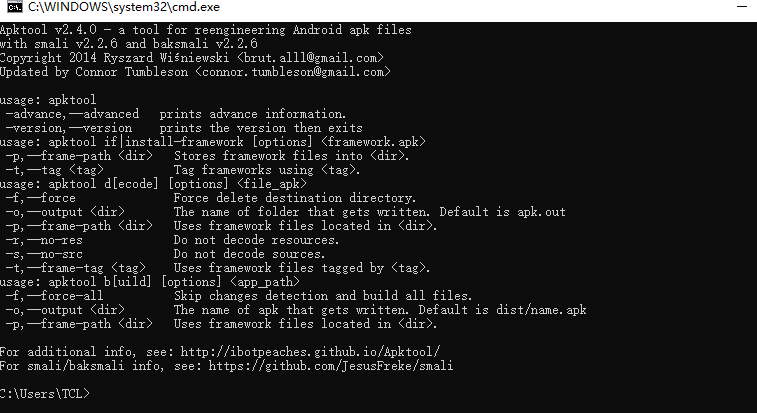 C:\WINDOWS\system32\cmd.exe
Apktool v2.4.0 - a tool for reengineering Android apk files
with smali v2.2.6 and baksmali v2.2.6
Copyright 2014 Ryszard Wiśniewski <brut.alll@gmail.com>
Updated by Connor Tumbleson <connor.tumbleson@gmail.com>
usage: apktool
-advance,--advanced prints advance information.
-version,--version prints the version then exits
usage: apktool if|install-framework [options] <framework.apk>
-p,--frame-path <dir> Stores framework files into <dir>.
-t,--tag <tag> Tag frameworks using <tag>.
usage: apktool d[ecode] [options] <file_apk>
-f,--force Force delete destination directory.
-o,--output <dir> The name of folder that gets written. Default is apk.out
-p,--frame-path <dir> Uses framework files located in <dir>.
-r,--no-res Do not decode resources.
-s,--no-src Do not decode sources.
-t,--frame-tag <tag> Uses framework files tagged by <tag>.
usage: apktool b[uild] [options] <app_path>
-f,--force-all Skip changes detection and build all files.
-o,--output <dir> The name of apk that gets written. Default is dist/name.apk
-p,--frame-path <dir> Uses framework files located in <dir>.
For additional info, see: http://ibotpeaches.github.io/Apktool/
For smali/baksmali info, see: https://github.com/JesusFreke/smali
C:\Users\TCL>